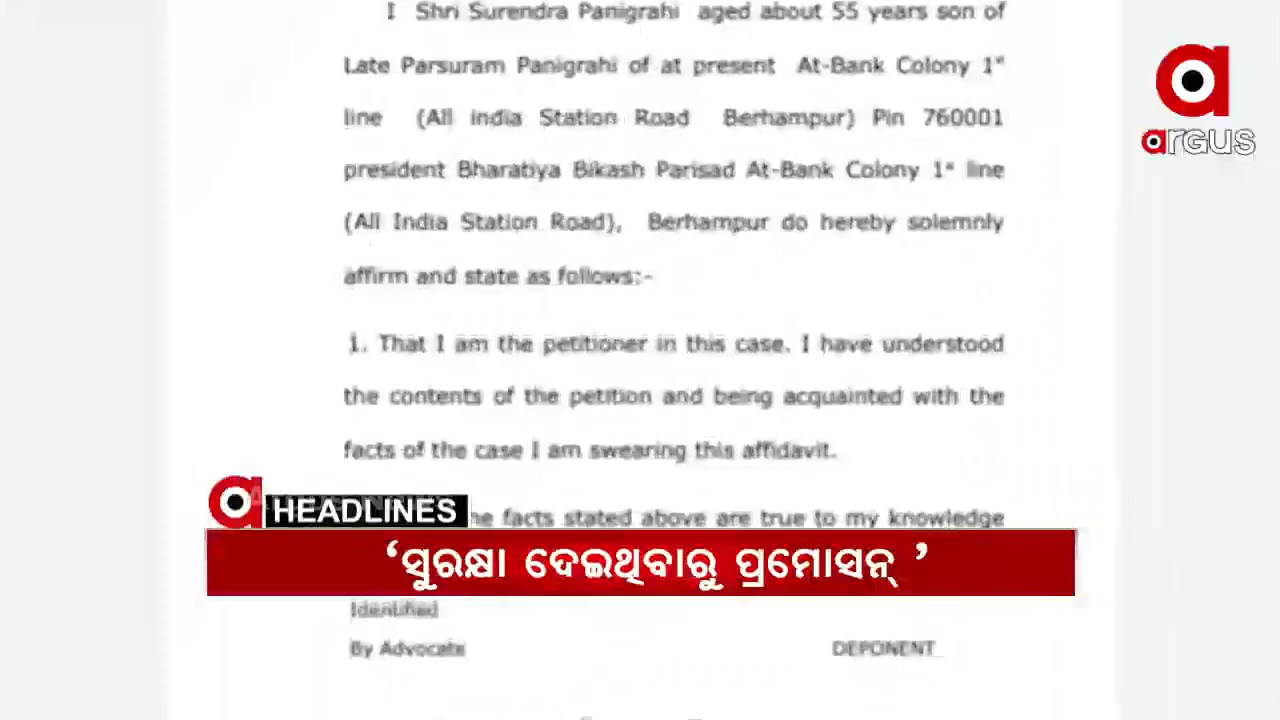 I Shri Surendra Panigrahi aged about 55 years son of
Late Parsuram Panigrahi of at present At-Bank Colony 1st
line (All india Station Road Berhampur) Pin 760001
president Bharatiya Bikash Parisad At-Bank Colony 1st line
(All India Station Road), Berhampur do hereby solemnly
affirm and state as follows:-
1. That I am the petitioner in this case. I have understood
the contents of the petition and being acquainted with the
facts of the case I am swearing this affidavit.
facts stated above are true to my knowledge
HEADLINES
‘ସୁରକ୍ଷା ଦେଇଥିବାରୁ ପ୍ରମୋସନ୍ ’
Identified
By Advocate DEPONENT
argus